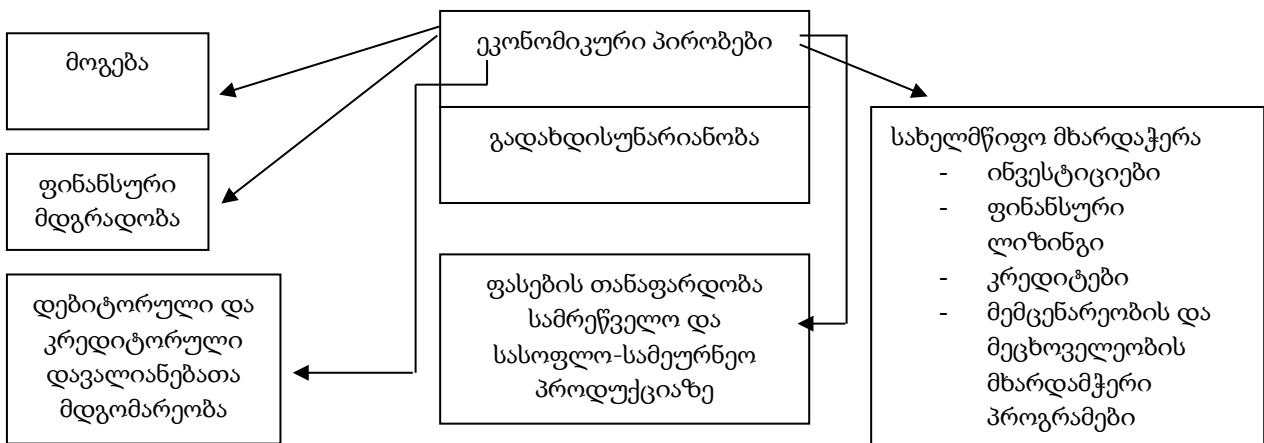 ეკონომიკური პირობები
მოგება
გადახდისუნარიანობა
სახელმწიფო მხარდაჭერა
- ინვესტიციები
- ფინანსური
ლიზინგი
- კრედიტები
- მემცენარეობის და
მეცხოველეობის
მხარდამჭერი
პროგრამები
ფინანსური
მდგრადობა
ფასების თანაფარდობა
სამრეწველო და
სასოფლო-სამეურნეო
პროდუქციაზე
დებიტორული და
კრედიტორული
დავალიანებათა
მდგომარეობა